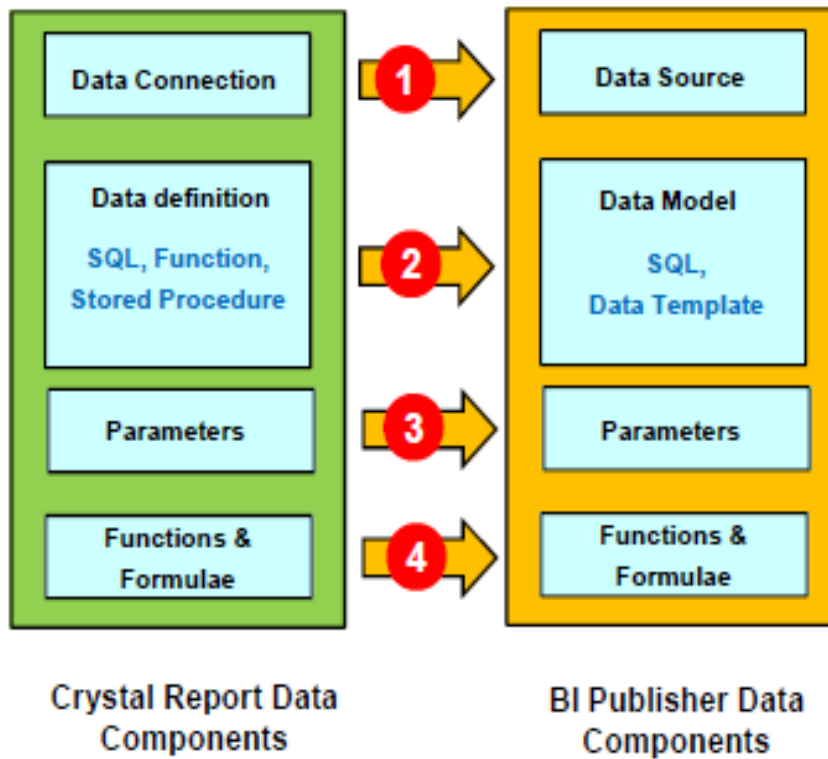 Data Connection
1
Data Source
Data definition
SQL, Function,
Stored Procedure
2
Data Model
SQL,
Data Template
Parameters
3
Parameters
Functions &
Formulae
4
Functions &
Formulae
Crystal Report Data
Components
BI Publisher Data
Components